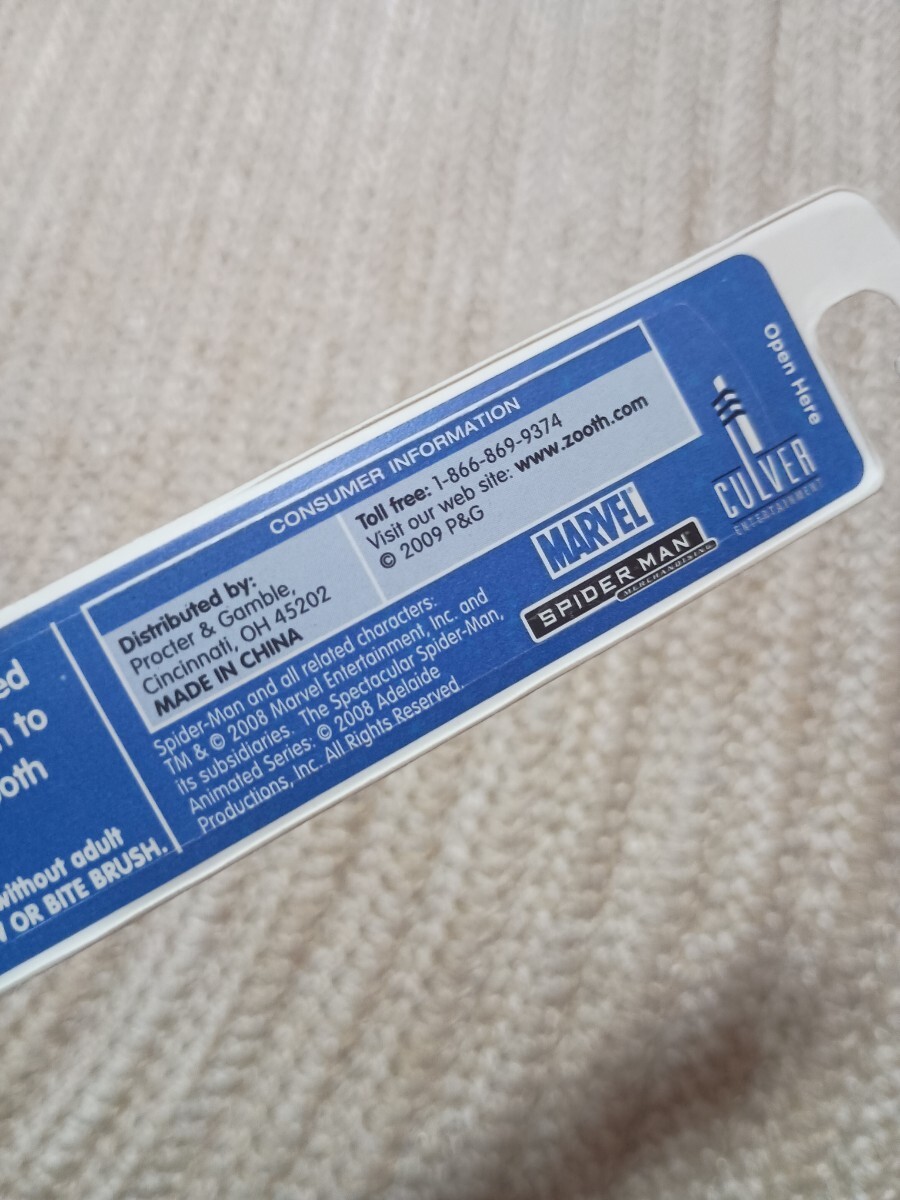 CONSUMER INFORMATION
Distributed by:
Procter & Gamble,
Cincinnati, OH 45202
MADE IN CHINA
Toll free: 1-866-869-9374
Visit our web site: www.zooth.com
© 2009 P&G
Spider-Man and all related characters:
TM & © 2008 Marvel Entertainment, Inc. and
its subsidiaries. The Spectacular Spider-Man,
Animated Series: © 2008 Adelaide
Productions, Inc. All Rights Reserved.
MARVEL
SPIDER MAN
MERCHANDISING
CULVER
ENTERTAINMENT
Open Here
to
without adult
OR BITE BRUSH.